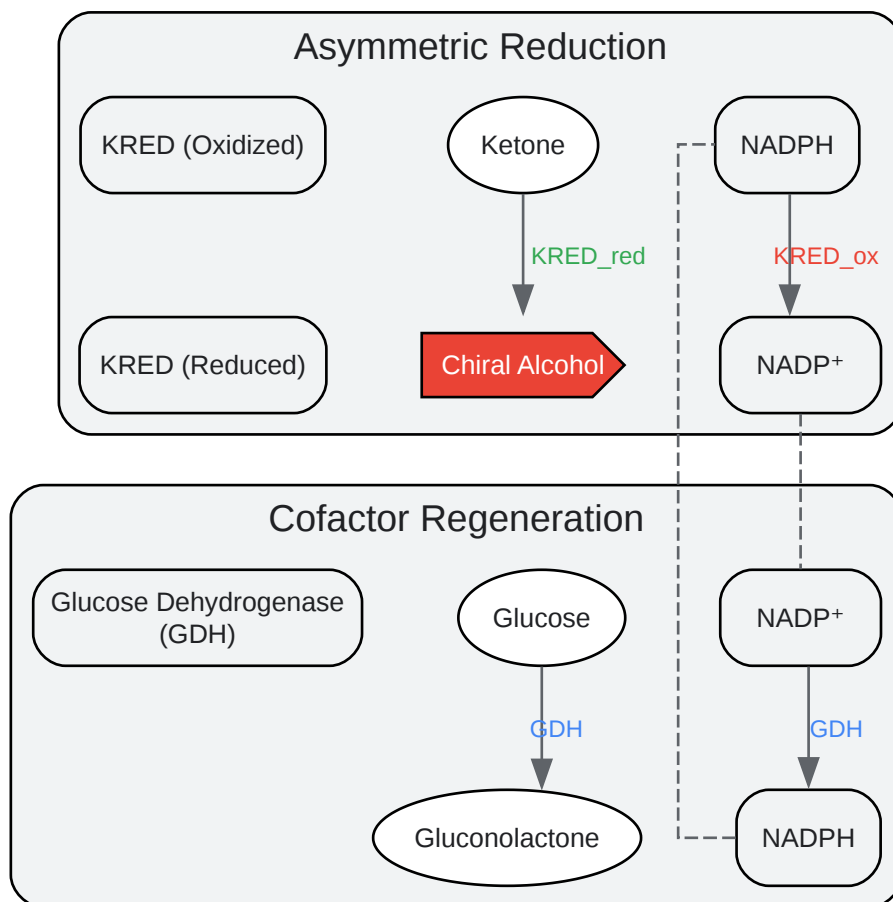 Asymmetric Reduction
KRED (Oxidized)
Ketone
NADPH
KRED_red
KRED_ox
KRED (Reduced)
Chiral Alcohol
NADP⁺
Cofactor Regeneration
Glucose Dehydrogenase
(GDH)
Glucose
NADP⁺
GDH
GDH
Gluconolactone
NADPH